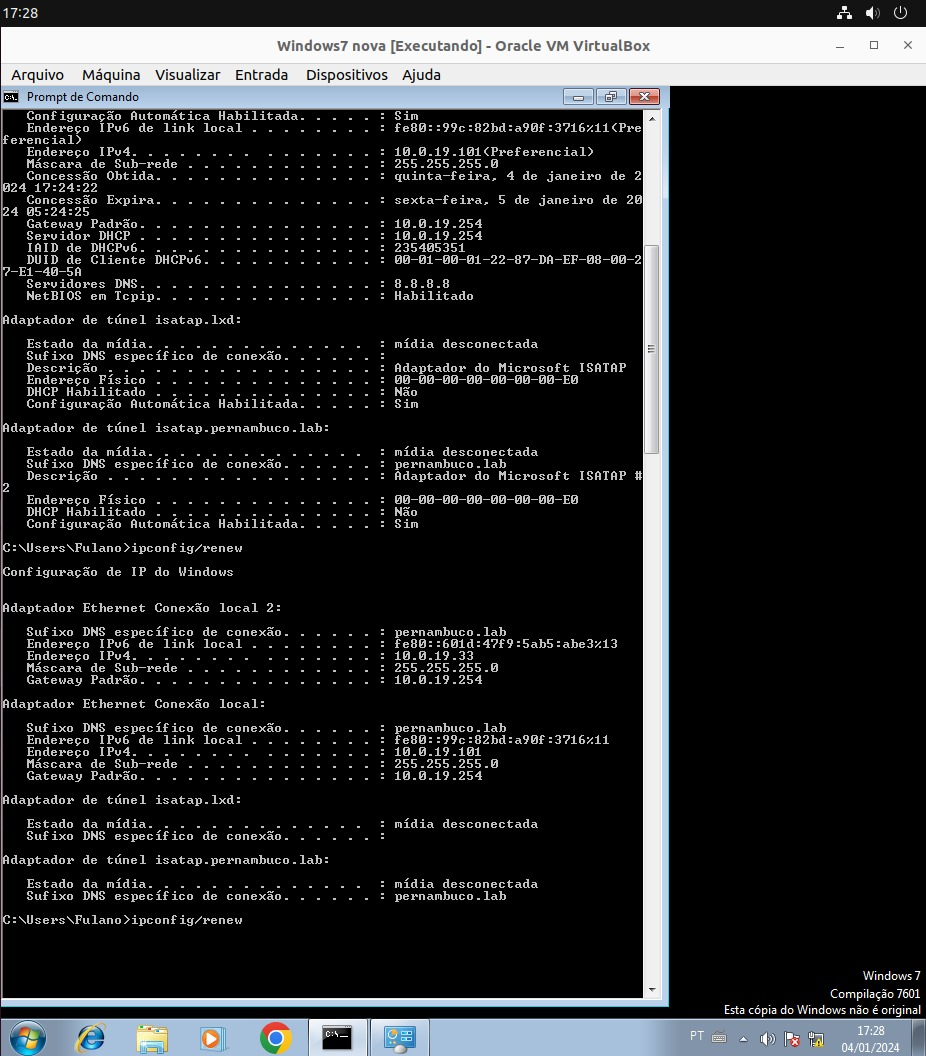 17:28
Windows7 nova [Executando] - Oracle VM VirtualBox
Arquivo Máquina Visualizar Entrada Dispositivos Ajuda
Prompt de Comando
Configuração Automática Habilitada. . . . . : Sim
Endereço IPv6 de link local . . . . . . . . : fe80::99c:82bd:a90f:3716%11(Pre
ferencial)
Endereço IPv4. . . . . . . . . . . . . . . : 10.0.19.101(Preferencial)
Máscara de Sub-rede . . . . . . . . . . . . : 255.255.255.0
Concessão Obtida. . . . . . . . . . . . . . : quinta-feira, 4 de janeiro de 2
024 17:24:22
Concessão Expira. . . . . . . . . . . . . . : sexta-feira, 5 de janeiro de 20
24 05:24:25
Gateway Padrão. . . . . . . . . . . . . . . : 10.0.19.254
Servidor DHCP . . . . . . . . . . . . . . . : 10.0.19.254
IAID de DHCPv6. . . . . . . . . . . . . . . : 235405351
DUID de Cliente DHCPv6. . . . . . . . . . . : 00-01-00-01-22-87-DA-EF-08-00-2
7-E1-40-5A
Servidores DNS. . . . . . . . . . . . . . . : 8.8.8.8
NetBIOS em Tcpip. . . . . . . . . . . . . . : Habilitado
Adaptador de túnel isatap.lxd:
Estado da mídia. . . . . . . . . . . . . . : mídia desconectada
Sufixo DNS específico de conexão. . . . . . :
Descrição . . . . . . . . . . . . . . . . . : Adaptador do Microsoft ISATAP
Endereço Físico . . . . . . . . . . . . . . : 00-00-00-00-00-00-00-E0
DHCP Habilitado . . . . . . . . . . . . . . : Não
Configuração Automática Habilitada. . . . . : Sim
Adaptador de túnel isatap.pernambuco.lab:
Estado da mídia. . . . . . . . . . . . . . : mídia desconectada
Sufixo DNS específico de conexão. . . . . . : pernambuco.lab
Descrição . . . . . . . . . . . . . . . . . : Adaptador do Microsoft ISATAP #
2
Endereço Físico . . . . . . . . . . . . . . : 00-00-00-00-00-00-00-E0
DHCP Habilitado . . . . . . . . . . . . . . : Não
Configuração Automática Habilitada. . . . . : Sim
C:\Users\Fulano>ipconfig/renew
Configuração de IP do Windows
Adaptador Ethernet Conexão local 2:
Sufixo DNS específico de conexão. . . . . . : pernambuco.lab
Endereço IPv6 de link local . . . . . . . . : fe80::601d:47f9:5ab5:abe3%13
Endereço IPv4. . . . . . . . . . . . . . . : 10.0.19.33
Máscara de Sub-rede . . . . . . . . . . . . : 255.255.255.0
Gateway Padrão. . . . . . . . . . . . . . . : 10.0.19.254
Adaptador Ethernet Conexão local:
Sufixo DNS específico de conexão. . . . . . : pernambuco.lab
Endereço IPv6 de link local . . . . . . . . : fe80::99c:82bd:a90f:3716%11
Endereço IPv4. . . . . . . . . . . . . . . : 10.0.19.101
Máscara de Sub-rede . . . . . . . . . . . . : 255.255.255.0
Gateway Padrão. . . . . . . . . . . . . . . : 10.0.19.254
Adaptador de túnel isatap.lxd:
Estado da mídia. . . . . . . . . . . . . . : mídia desconectada
Sufixo DNS específico de conexão. . . . . . :
Adaptador de túnel isatap.pernambuco.lab:
Estado da mídia. . . . . . . . . . . . . . : mídia desconectada
Sufixo DNS específico de conexão. . . . . . : pernambuco.lab
C:\Users\Fulano>ipconfig/renew
Windows 7
Compilação 7601
Esta cópia do Windows não é original
PT
17:28
04/01/2024